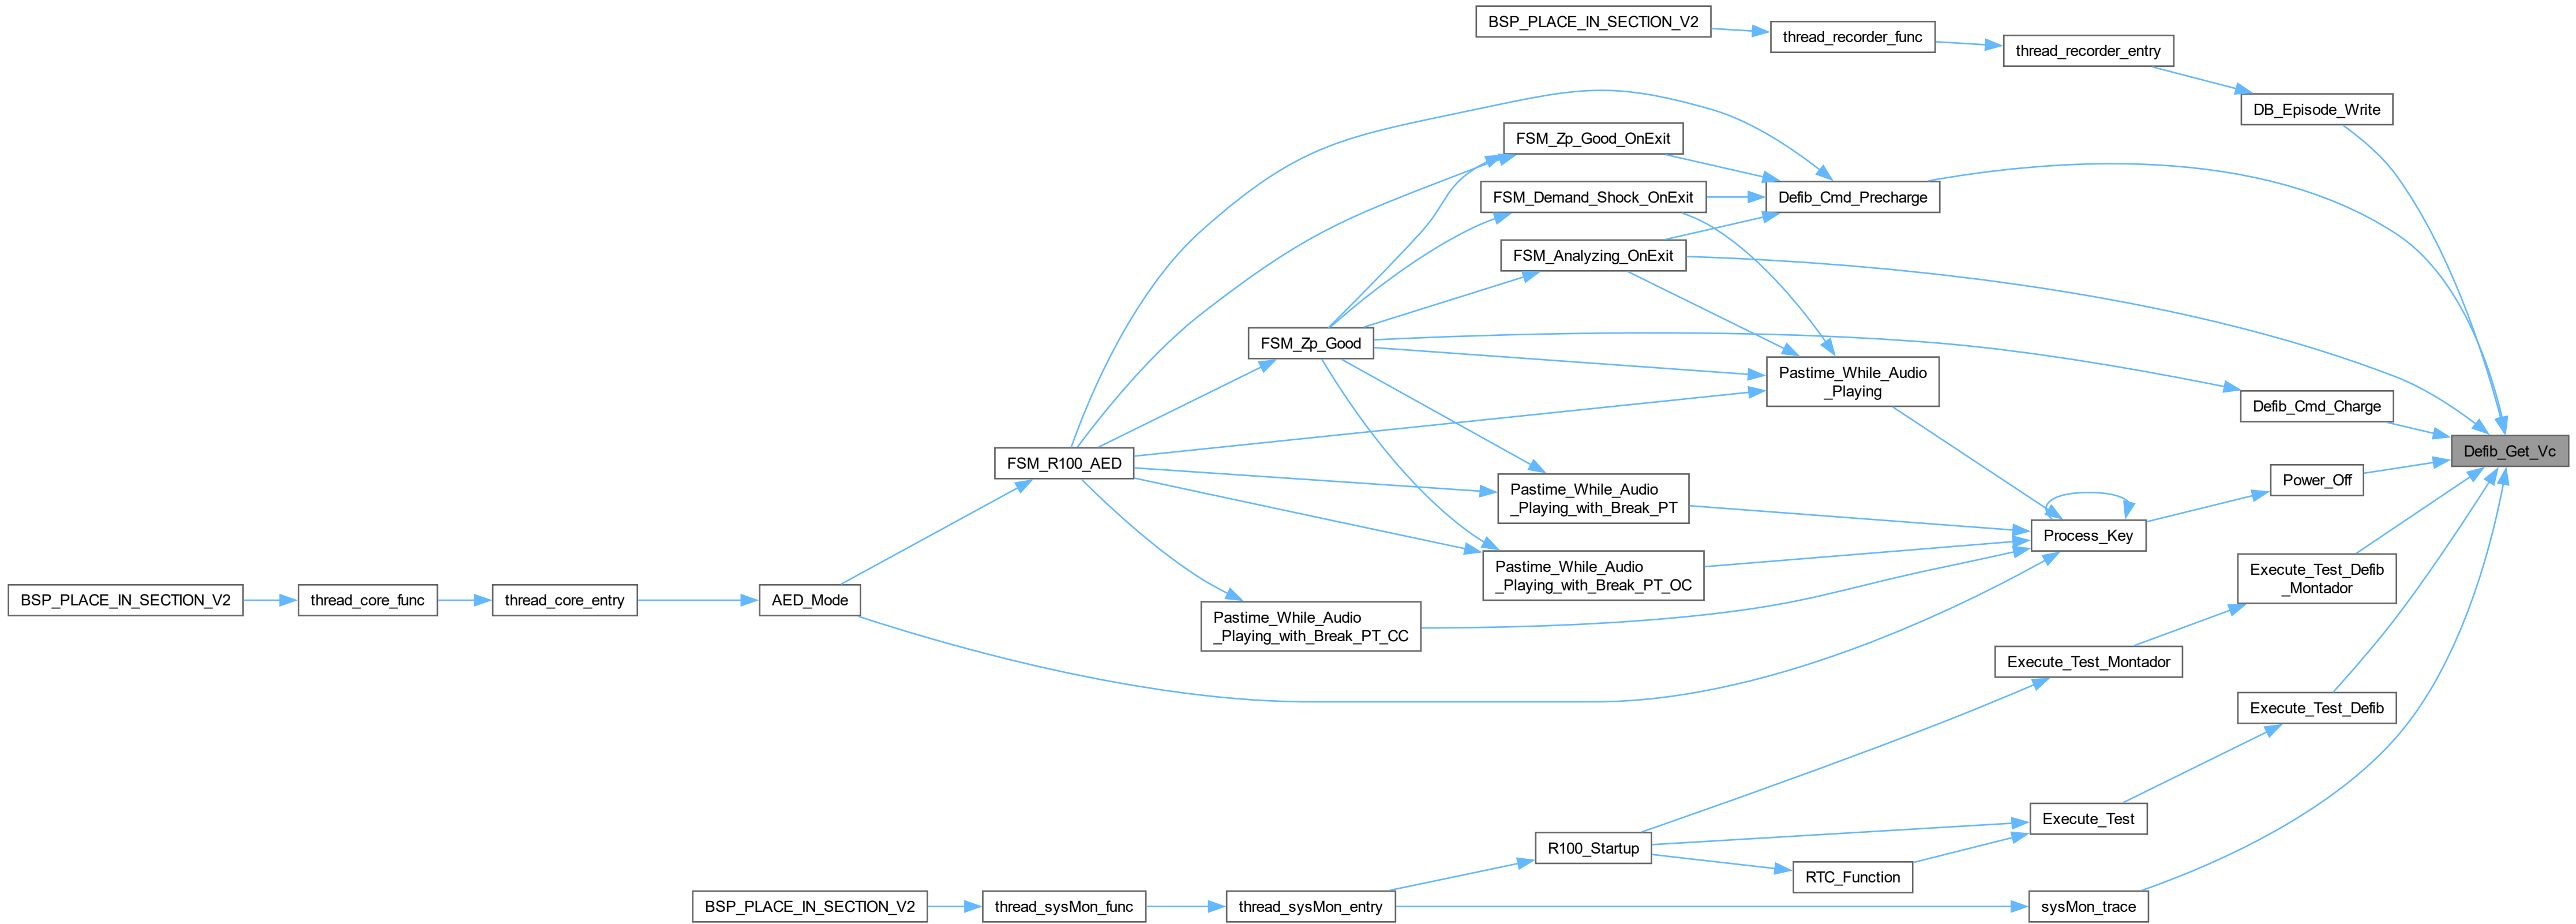 BSP_PLACE_IN_SECTION_V2
thread_recorder_func
thread_recorder_entry
DB_Episode_Write
FSM_Zp_Good_OnExit
FSM_Demand_Shock_OnExit
Defib_Cmd_Precharge
FSM_Analyzing_OnExit
FSM_Zp_Good
Pastime_While_Audio
_Playing
Defib_Cmd_Charge
Defib_Get_Vc
FSM_R100_AED
Power_Off
Pastime_While_Audio
_Playing_with_Break_PT
Process_Key
Pastime_While_Audio
_Playing_with_Break_PT_OC
Execute_Test_Defib
_Montador
BSP_PLACE_IN_SECTION_V2
thread_core_func
thread_core_entry
AED_Mode
Pastime_While_Audio
_Playing_with_Break_PT_CC
Execute_Test_Montador
Execute_Test_Defib
Execute_Test
R100_Startup
RTC_Function
BSP_PLACE_IN_SECTION_V2
thread_sysMon_func
thread_sysMon_entry
sysMon_trace